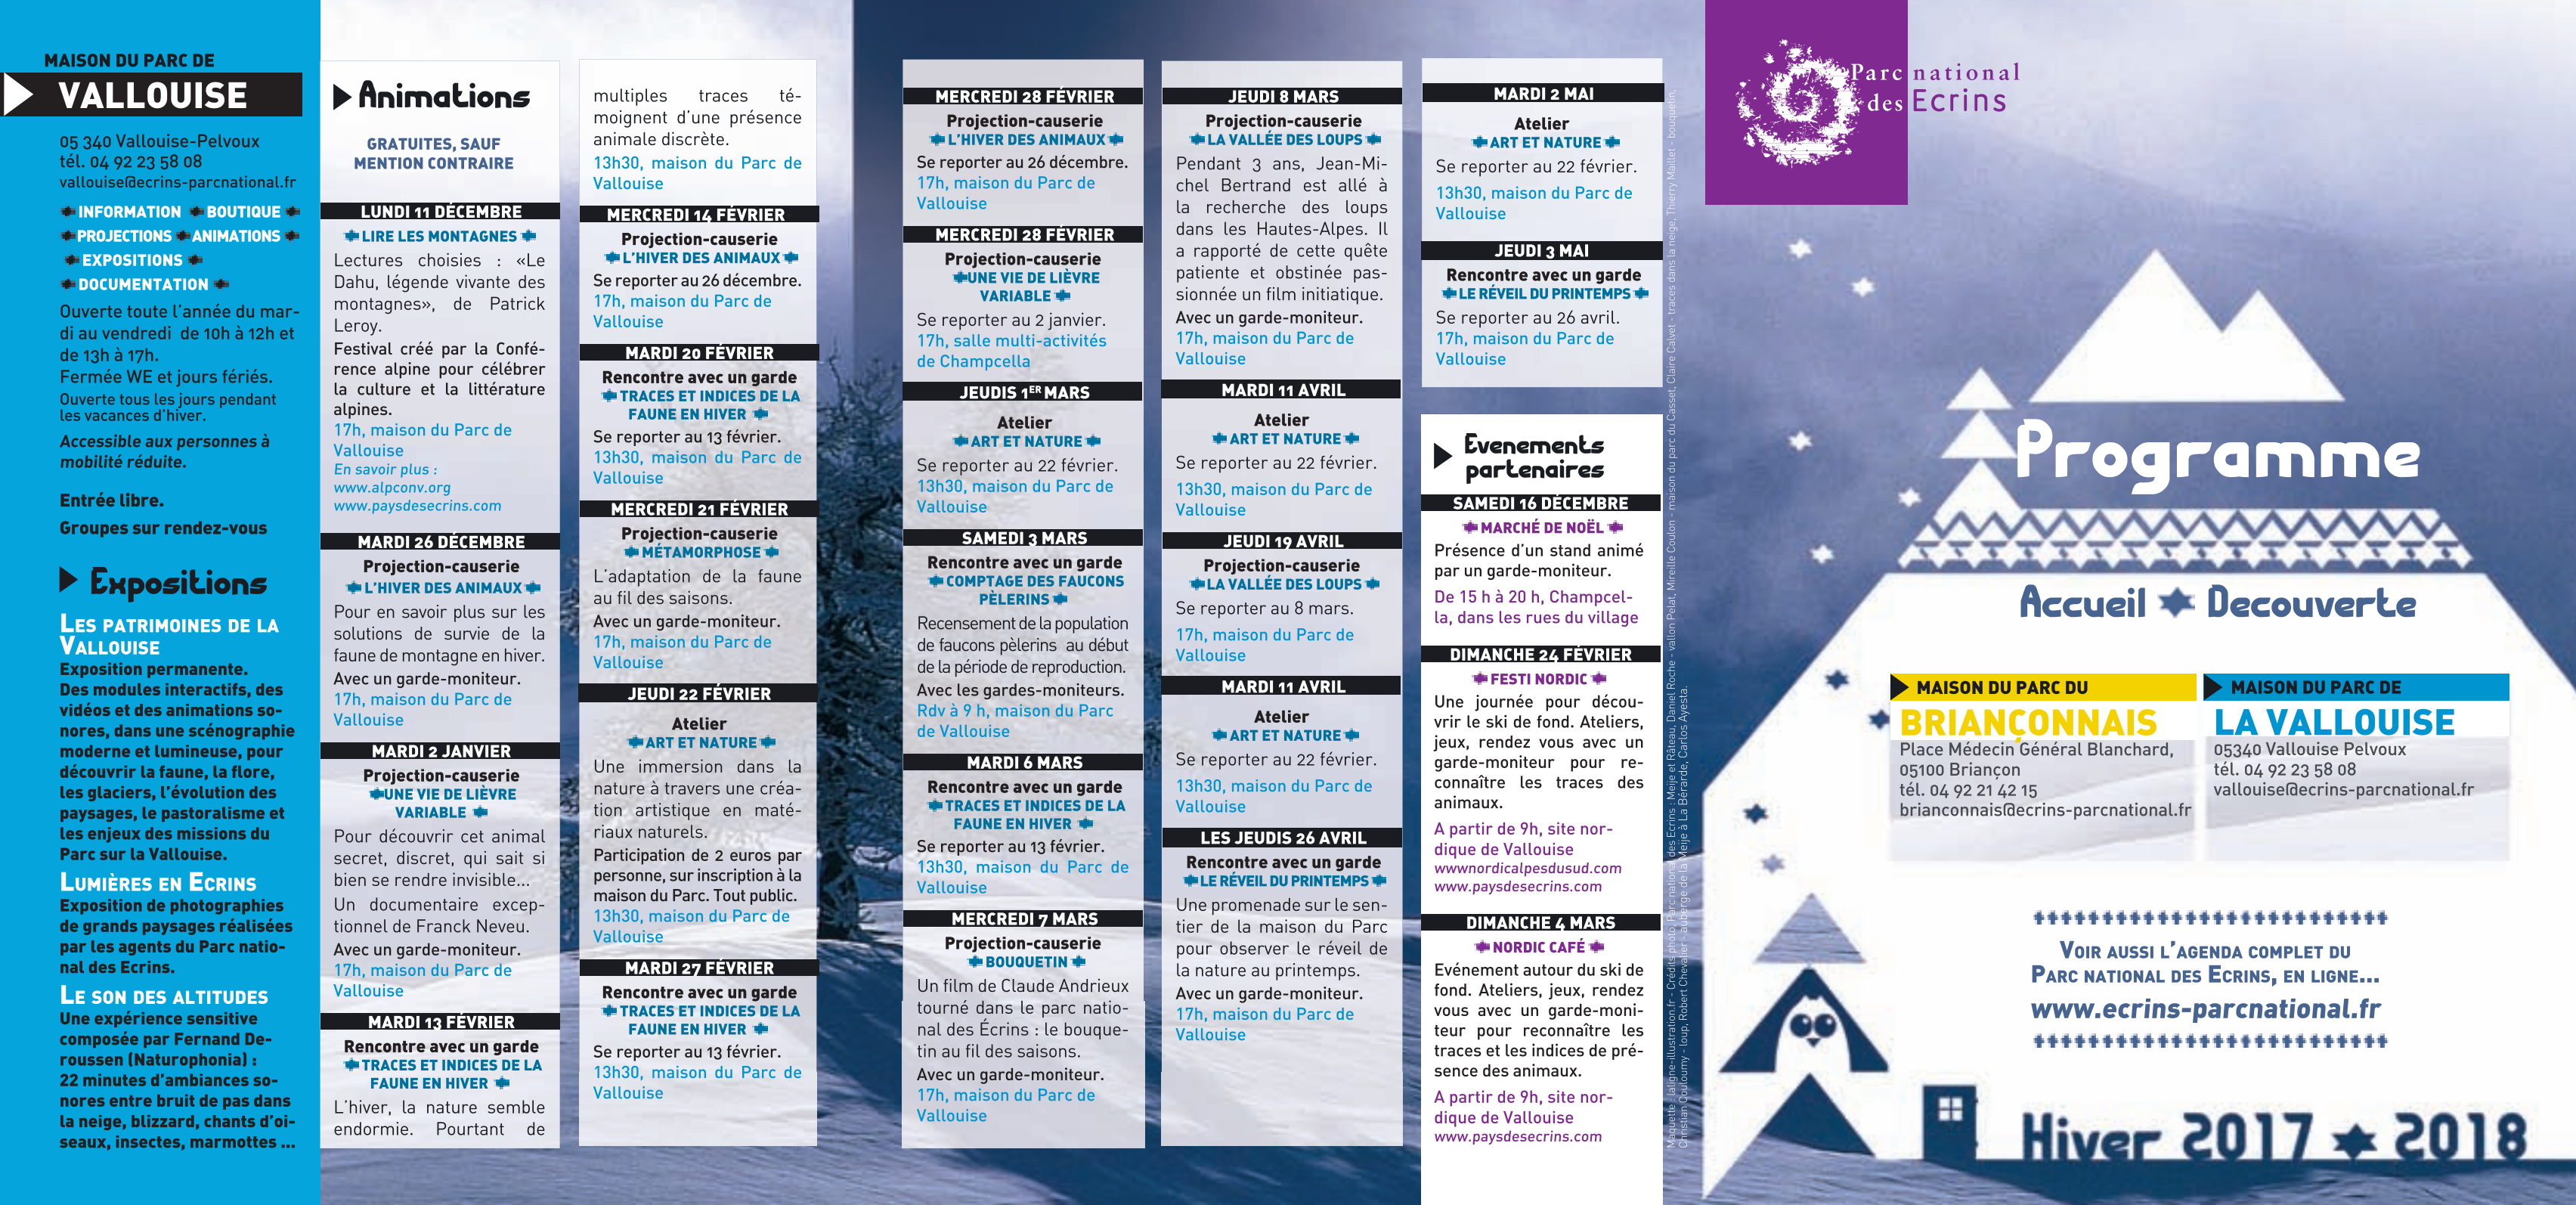 MAISON DU PARC DE
VALLOUISE
05 340 Vallouise-Pelvoux
tél. 04 92 23 58 08
vallouise@ecrins-parcnational.fr
INFORMATION BOUTIQUE
PROJECTIONS ANIMATIONS
EXPOSITIONS
DOCUMENTATION
Ouverte toute l'année du mar-
di au vendredi de 10h à 12h et
de 13h à 17h.
Fermée WE et jours fériés.
Ouverte tous les jours pendant
les vacances d'hiver.
Accessible aux personnes à
mobilité réduite.
Entrée libre.
Groupes sur rendez-vous
Expositions
LES PATRIMOINES DE LA
VALLOUISE
Exposition permanente.
Des modules interactifs, des
vidéos et des animations so-
nores, dans une scénographie
moderne et lumineuse, pour
découvrir la faune, la flore,
les glaciers, l'évolution des
paysages, le pastoralisme et
les enjeux des missions du
Parc sur la Vallouise.
LUMIÈRES EN ECRINS
Exposition de photographies
de grands paysages réalisées
par les agents du Parc natio-
nal des Ecrins.
LE SON DES ALTITUDES
Une expérience sensitive
composée par Fernand De-
roussen (Naturophonia) :
22 minutes d'ambiances so-
nores entre bruit de pas dans
la neige, blizzard, chants d'oi-
seaux, insectes, marmottes ...
Animations
GRATUITES, SAUF
MENTION CONTRAIRE
LUNDI 11 DÉCEMBRE
LIRE LES MONTAGNES
Lectures choisies : «Le
Dahu, légende vivante des
montagnes», de Patrick
Leroy.
Festival créé par la Confé-
rence alpine pour célébrer
la culture et la littérature
alpines.
17h, maison du Parc de
Vallouise
En savoir plus :
www.alpconv.org
www.paysdesecrins.com
MARDI 26 DÉCEMBRE
Projection-causerie
L'HIVER DES ANIMAUX
Pour en savoir plus sur les
solutions de survie de la
faune de montagne en hiver.
Avec un garde-moniteur.
17h, maison du Parc de
Vallouise
MARDI 2 JANVIER
Projection-causerie
UNE VIE DE LIÈVRE
VARIABLE
Pour découvrir cet animal
secret, discret, qui sait si
bien se rendre invisible...
Un documentaire excep-
tionnel de Franck Neveu.
Avec un garde-moniteur.
17h, maison du Parc de
Vallouise
MARDI 13 FÉVRIER
Rencontre avec un garde
TRACES ET INDICES DE LA
FAUNE EN HIVER
L'hiver, la nature semble
endormie. Pourtant de
multiples traces té-
moignent d'une présence
animale discrète.
13h30, maison du Parc de
Vallouise
MERCREDI 14 FÉVRIER
Projection-causerie
L'HIVER DES ANIMAUX
Se reporter au 26 décembre.
17h, maison du Parc de
Vallouise
MARDI 20 FÉVRIER
Rencontre avec un garde
TRACES ET INDICES DE LA
FAUNE EN HIVER
Se reporter au 13 février.
13h30, maison du Parc de
Vallouise
MERCREDI 21 FÉVRIER
Projection-causerie
MÉTAMORPHOSE
L'adaptation de la faune
au fil des saisons.
Avec un garde-moniteur.
17h, maison du Parc de
Vallouise
JEUDI 22 FÉVRIER
Atelier
ART ET NATURE
Une immersion dans la
nature à travers une créa-
tion artistique en maté-
riaux naturels.
Participation de 2 euros par
personne, sur inscription à la
maison du Parc. Tout public.
13h30, maison du Parc de
Vallouise
MARDI 27 FÉVRIER
Rencontre avec un garde
TRACES ET INDICES DE LA
FAUNE EN HIVER
Se reporter au 13 février.
13h30, maison du Parc de
Vallouise
MERCREDI 28 FÉVRIER
Projection-causerie
L'HIVER DES ANIMAUX
Se reporter au 26 décembre.
17h, maison du Parc de
Vallouise
MERCREDI 28 FÉVRIER
Projection-causerie
UNE VIE DE LIÈVRE
VARIABLE
Se reporter au 2 janvier.
17h, salle multi-activités
de Champcella
JEUDIS 1ER MARS
Atelier
ART ET NATURE
Se reporter au 22 février.
13h30, maison du Parc de
Vallouise
SAMEDI 3 MARS
Rencontre avec un garde
COMPTAGE DES FAUCONS
PÈLERINS
Recensement de la population
de faucons pèlerins au début
de la période de reproduction.
Avec les gardes-moniteurs.
Rdv à 9 h, maison du Parc
de Vallouise
MARDI 6 MARS
Rencontre avec un garde
TRACES ET INDICES DE LA
FAUNE EN HIVER
Se reporter au 13 février.
13h30, maison du Parc de
Vallouise
MERCREDI 7 MARS
Projection-causerie
BOUQUETIN
Un film de Claude Andrieux
tourné dans le parc natio-
nal des Écrins : le bouque-
tin au fil des saisons.
Avec un garde-moniteur.
17h, maison du Parc de
Vallouise
JEUDI 8 MARS
Projection-causerie
LA VALLÉE DES LOUPS
Pendant 3 ans, Jean-Mi-
chel Bertrand est allé à
la recherche des loups
dans les Hautes-Alpes. Il
a rapporté de cette quête
patiente et obstinée pas-
sionnée un film initiatique.
Avec un garde-moniteur.
17h, maison du Parc de
Vallouise
MARDI 11 AVRIL
Atelier
ART ET NATURE
Se reporter au 22 février.
13h30, maison du Parc de
Vallouise
JEUDI 19 AVRIL
Projection-causerie
LA VALLÉE DES LOUPS
Se reporter au 8 mars.
17h, maison du Parc de
Vallouise
MARDI 11 AVRIL
Atelier
ART ET NATURE
Se reporter au 22 février.
13h30, maison du Parc de
Vallouise
LES JEUDIS 26 AVRIL
Rencontre avec un garde
LE RÉVEIL DU PRINTEMPS
Une promenade sur le sen-
tier de la maison du Parc
pour observer le réveil de
la nature au printemps.
Avec un garde-moniteur.
17h, maison du Parc de
Vallouise
MARDI 2 MAI
Atelier
ART ET NATURE
Se reporter au 22 février.
13h30, maison du Parc de
Vallouise
JEUDI 3 MAI
Rencontre avec un garde
LE RÉVEIL DU PRINTEMPS
Se reporter au 26 avril.
17h, maison du Parc de
Vallouise
Evenements
partenaires
SAMEDI 16 DÉCEMBRE
MARCHÉ DE NOËL
Présence d'un stand animé
par un garde-moniteur.
De 15 h à 20 h, Champcel-
la, dans les rues du village
DIMANCHE 24 FÉVRIER
FESTI NORDIC
Une journée pour décou-
vrir le ski de fond. Ateliers,
jeux, rendez vous avec un
garde-moniteur pour re-
connaître les traces des
animaux.
A partir de 9h, site nor-
dique de Vallouise
wwwnordicalpesdusud.com
www.paysdesecrins.com
DIMANCHE 4 MARS
NORDIC CAFÉ
Evénement autour du ski de
fond. Ateliers, jeux, rendez
vous avec un garde-moni-
teur pour reconnaître les
traces et les indices de pré-
sence des animaux.
A partir de 9h, site nor-
dique de Vallouise
www.paysdesecrins.com
Maquette : laligne-illustration.fr - Crédits photo Parc national des Ecrins : Meije et Râteau, Daniel Roche - vallon Pelat, Mireille Coulon - maison du parc du Casset, Claire Calvet - traces dans la neige, Thierry Maillet - bouquetin,
Christian Couloumy - loup, Robert Chevalier - auberge de la Meije à La Bérarde, Carlos Ayesta.
Parc national
des Ecrins
Programme
Accueil Decouverte
MAISON DU PARC DU
BRIANÇONNAIS
Place Médecin Général Blanchard,
05100 Briançon
tél. 04 92 21 42 15
brianconnais@ecrins-parcnational.fr
MAISON DU PARC DE
LA VALLOUISE
05340 Vallouise Pelvoux
tél. 04 92 23 58 08
vallouise@ecrins-parcnational.fr
VOIR AUSSI L'AGENDA COMPLET DU
PARC NATIONAL DES ECRINS, EN LIGNE...
www.ecrins-parcnational.fr
Hiver 2017 2018